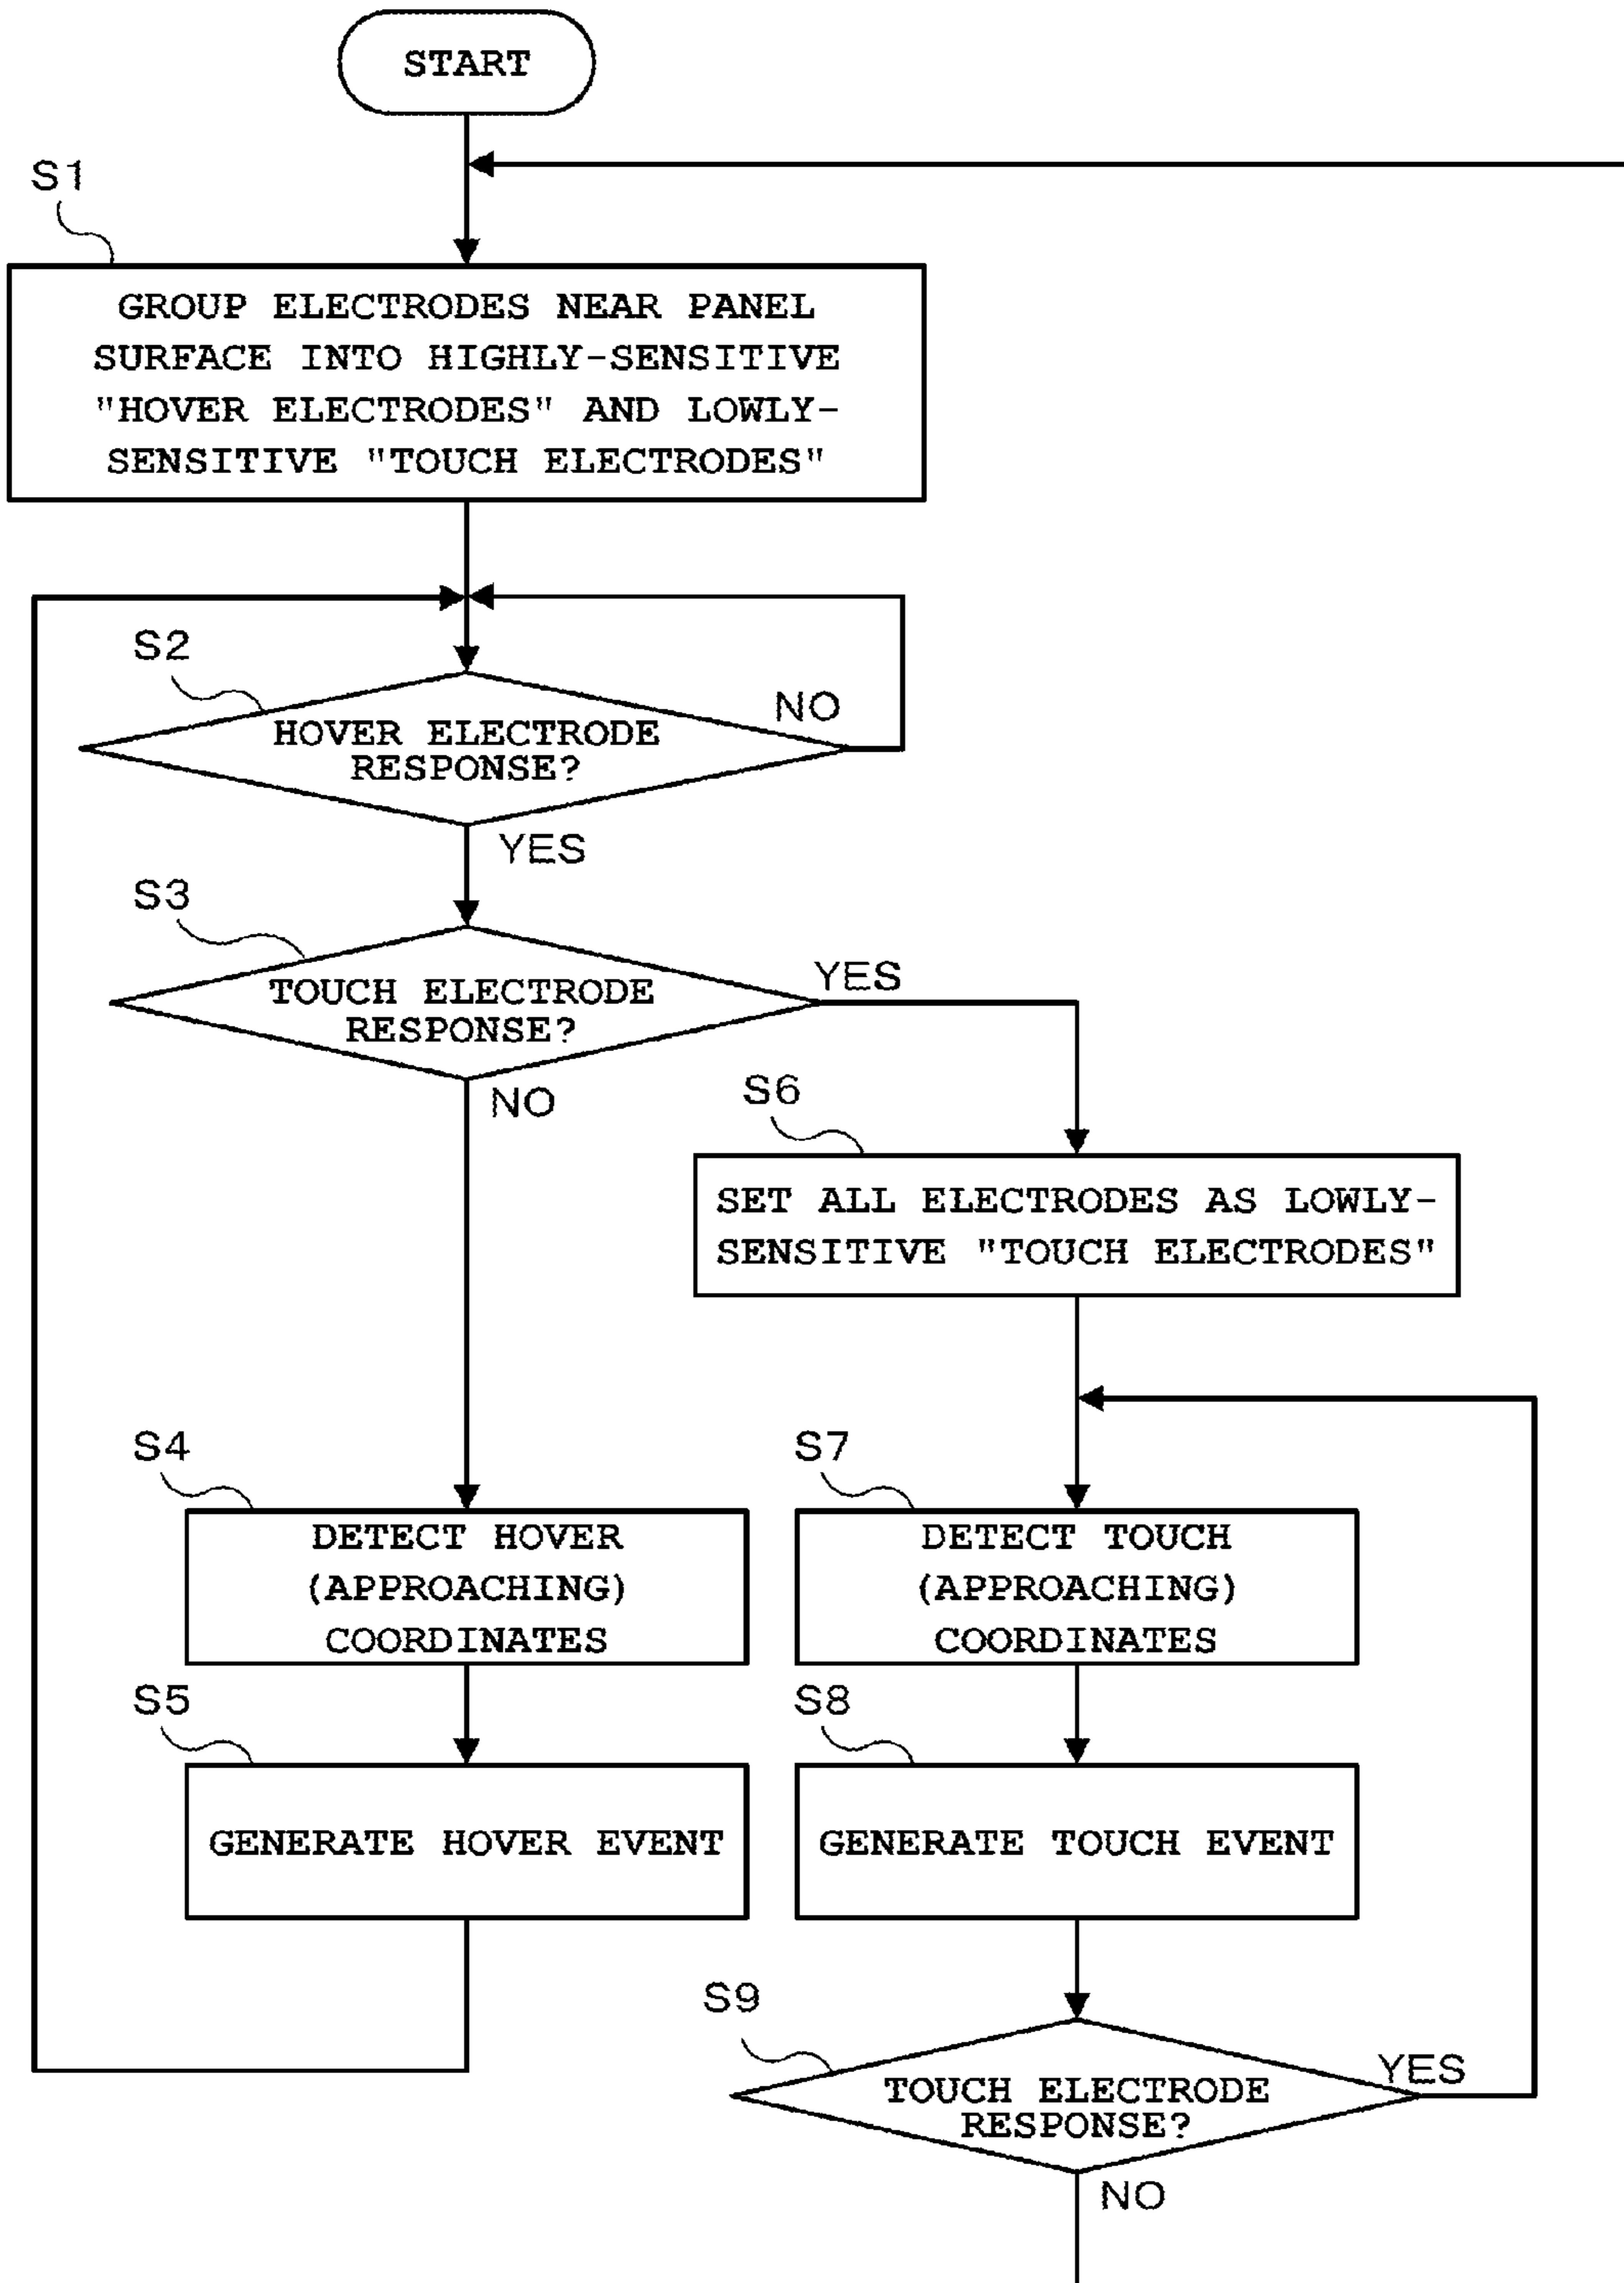 START
S1
GROUP ELECTRODES NEAR PANEL
SURFACE INTO HIGHLY-SENSITIVE
"HOVER ELECTRODES" AND LOWLY-
SENSITIVE "TOUCH ELECTRODES"
S2
HOVER ELECTRODE
RESPONSE?
NO
YES
S3
TOUCH ELECTRODE
RESPONSE?
YES
NO
S6
SET ALL ELECTRODES AS LOWLY-
SENSITIVE "TOUCH ELECTRODES"
S4
DETECT HOVER
(APPROACHING)
COORDINATES
S7
DETECT TOUCH
(APPROACHING)
COORDINATES
S5
GENERATE HOVER EVENT
S8
GENERATE TOUCH EVENT
S9
TOUCH ELECTRODE
RESPONSE?
YES
NO